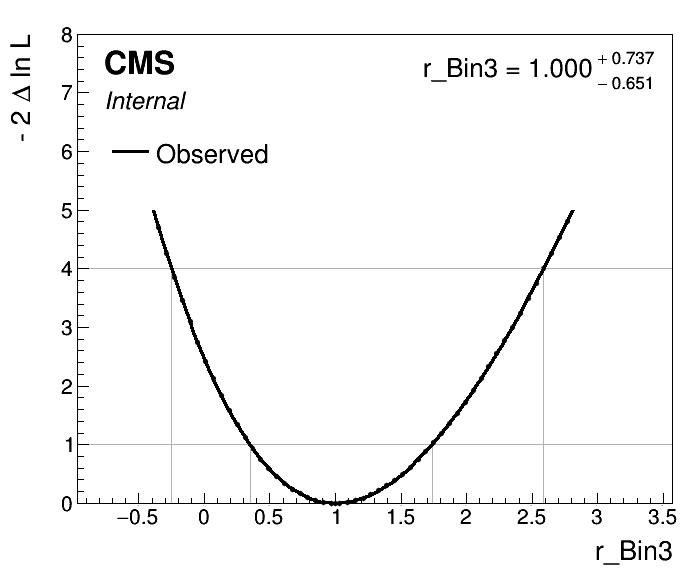 CMS
Internal
r_Bin3 = 1.000 + 0.737 − 0.651
Observed
- 2 Δ ln L
8
7
6
5
4
3
2
1
0
−0.5 0 0.5 1 1.5 2 2.5 3 3.5
r_Bin3